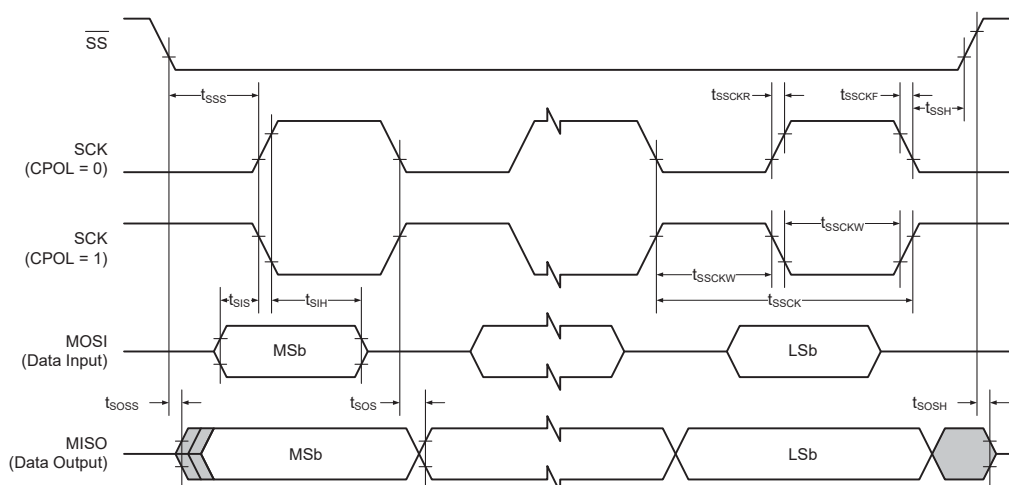 SS
tSSS
tSSCKR
tSSCKF
tSSH
SCK
(CPOL = 0)
SCK
(CPOL = 1)
tSSCKW
tSSCKW
tSSCK
tSIS
tSIH
MOSI
(Data Input)
MSb
LSb
tSOSS
tSOS
tSOSH
MISO
(Data Output)
MSb
LSb